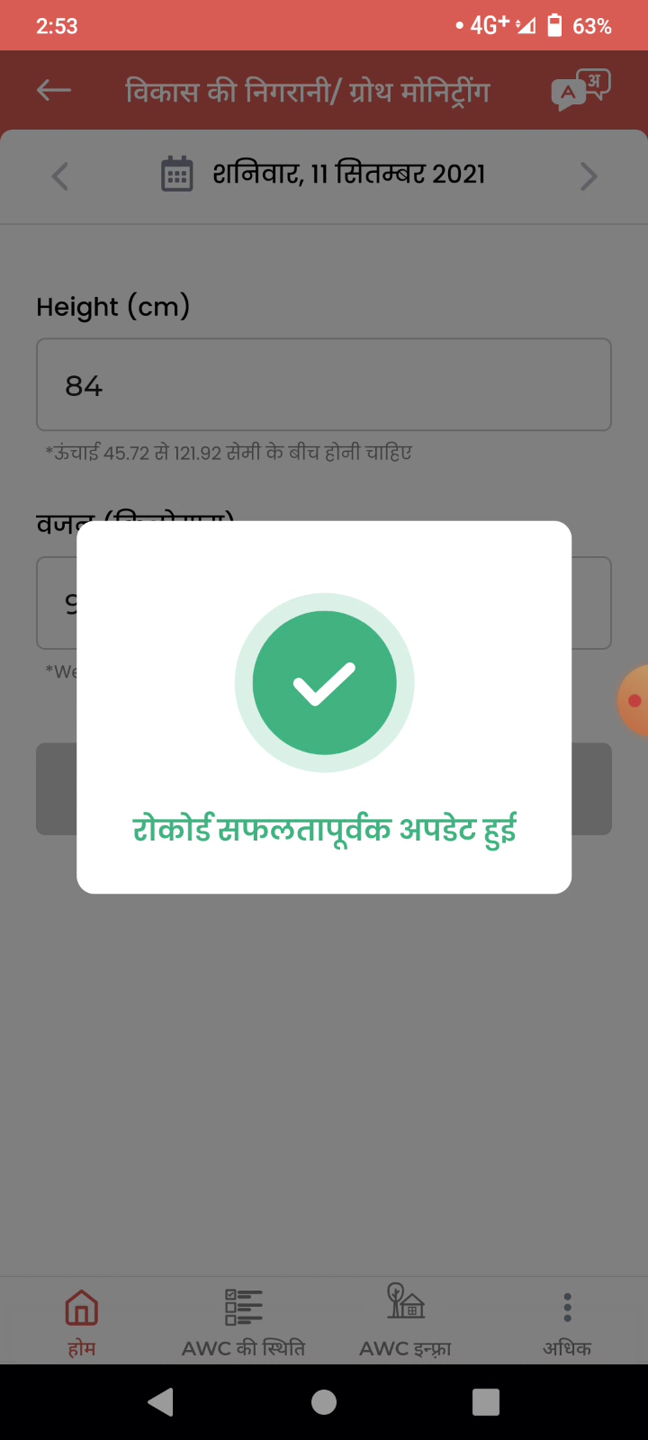 2:53
4G+ 63%
विकास की निगरानी/ ग्रोथ मोनिट्रींग
A अ
शनिवार, 11 सितम्बर 2021
Height (cm)
84
*ऊंचाई 45.72 से 121.92 सेमी के बीच होनी चाहिए
रोकोर्ड सफलतापूर्वक अपडेट हुई
होम
AWC की स्थिति
AWC इन्फ़्रा
अधिक